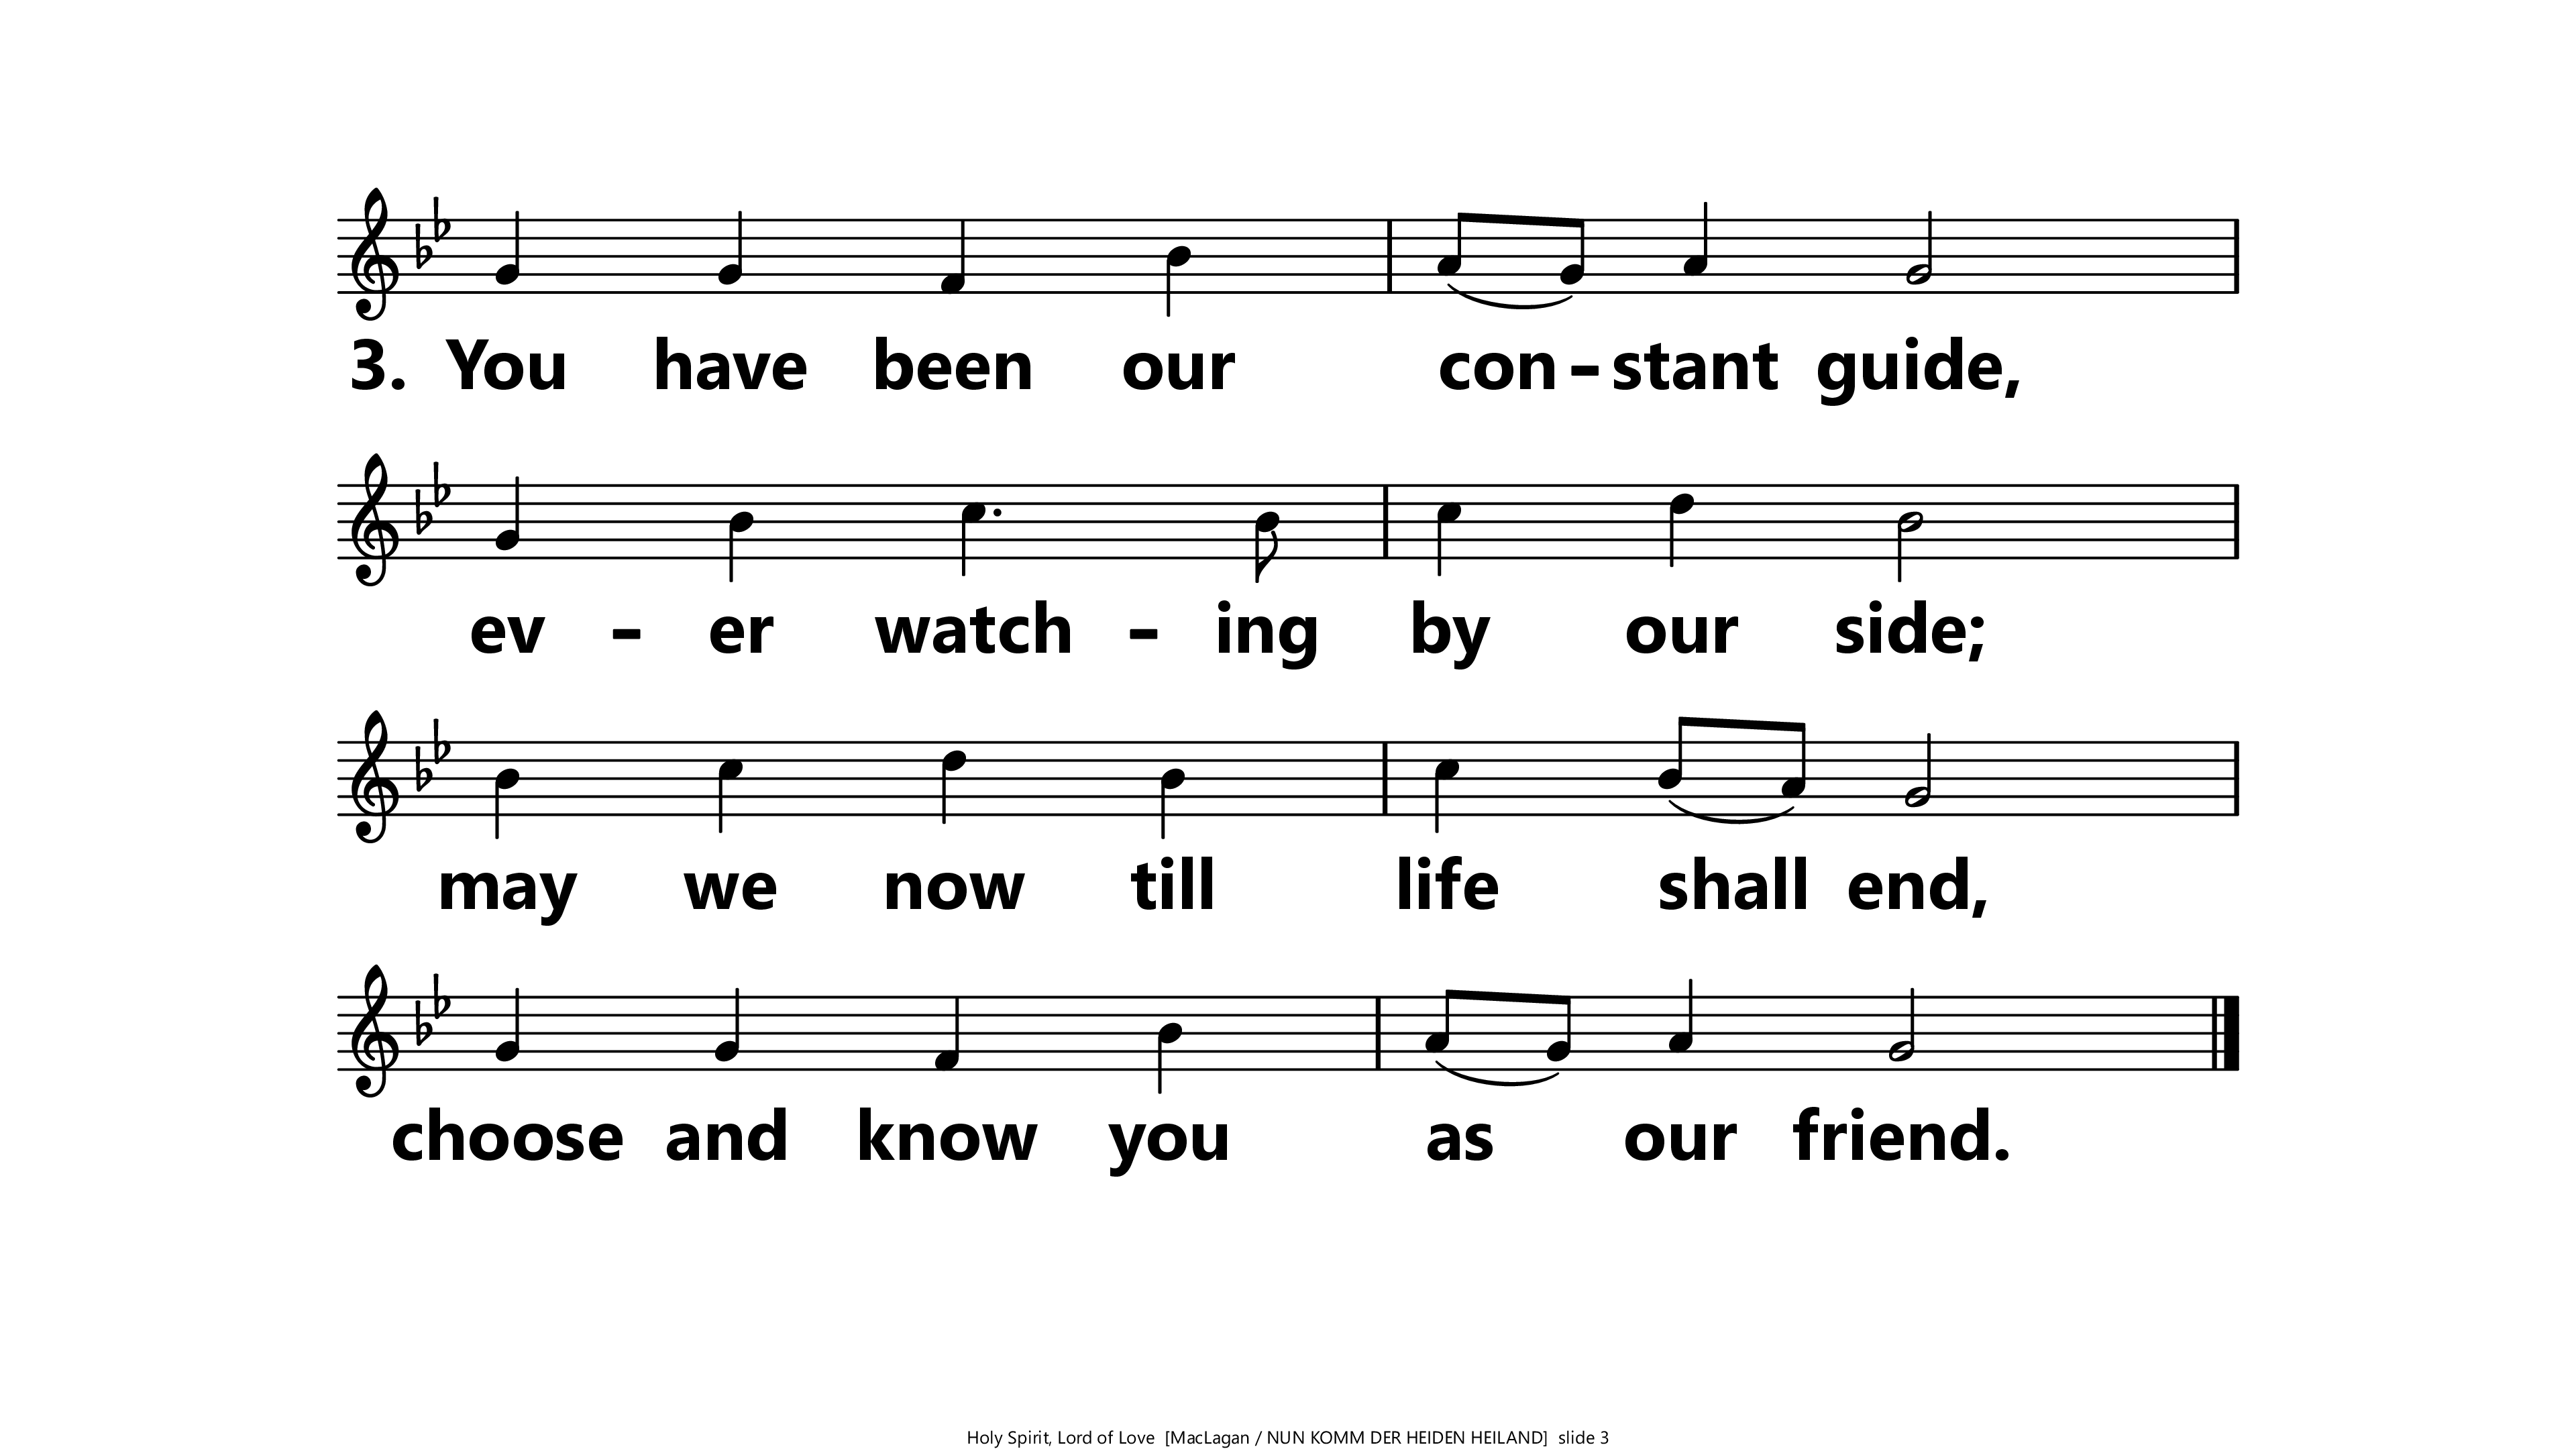 3. You have been our con-stant guide,
ev - er watch - ing by our side;
may we now till life shall end,
choose and know you as our friend.
Holy Spirit, Lord of Love [MacLagan / NUN KOMM DER HEIDEN HEILAND] slide 3